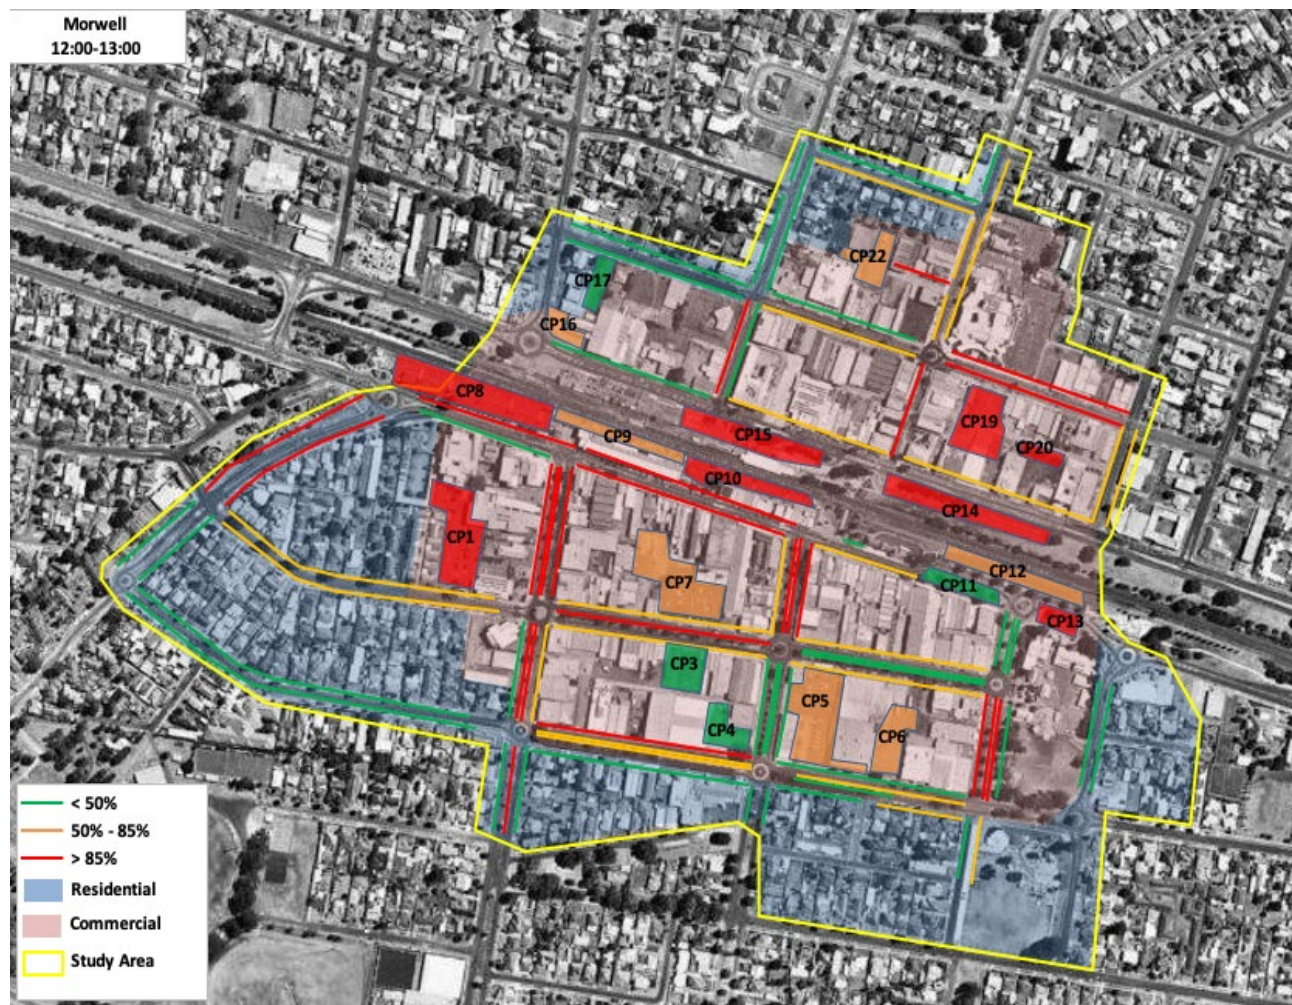 Morwell
12:00-13:00
CP22
CP17
CP16
CP8
CP9
CP15
CP19
CP20
CP10
CP14
CP1
CP7
CP12
CP11
CP13
CP3
CP5
CP4
CP6
< 50%
50% - 85%
> 85%
Residential
Commercial
Study Area